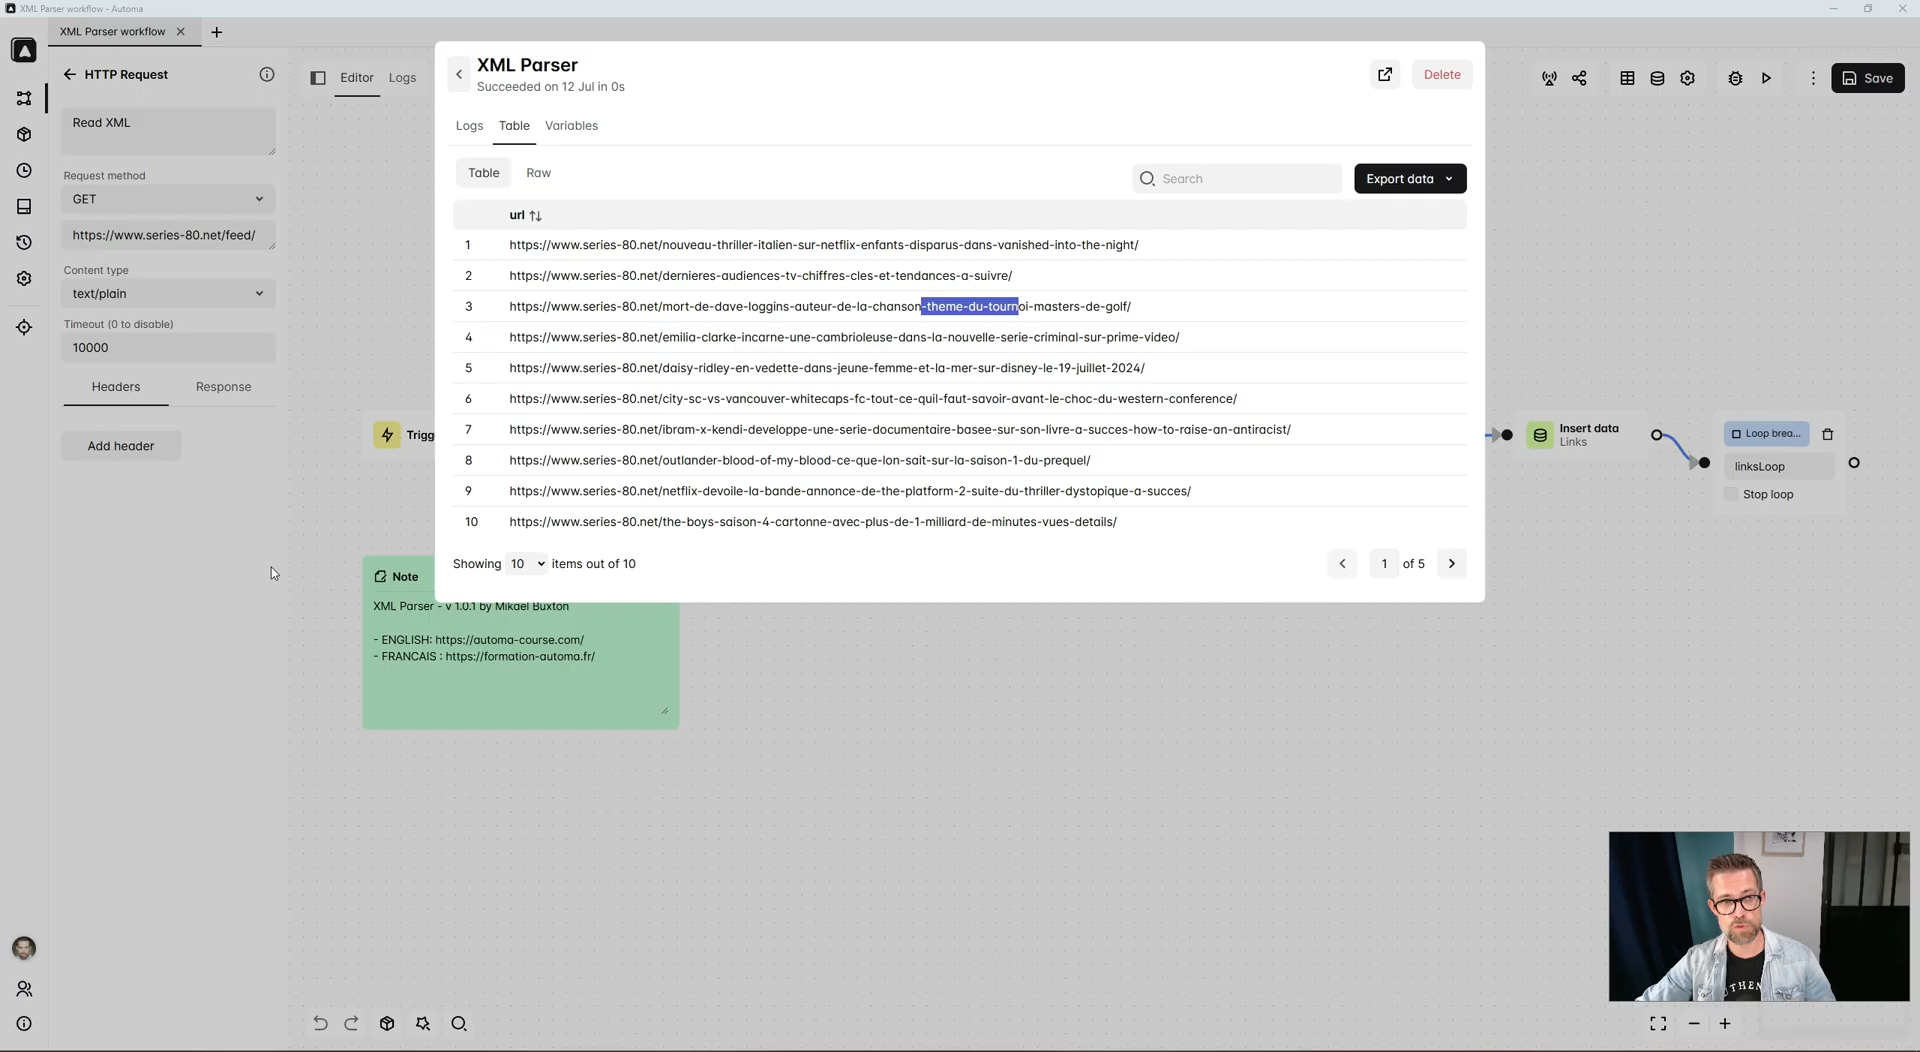 XML Parser workflow - Automa
XML Parser workflow
HTTP Request
Read XML
Request method
GET
https://www.series-80.net/feed/
Content type
text/plain
Timeout (0 to disable)
10000
Headers
Response
Add header
Editor
Logs
Save
Trigg
XML Parser
Succeeded on 12 Jul in 0s
Delete
Logs
Table
Variables
Table
Raw
Search
Export data
url
1 https://www.series-80.net/nouveau-thriller-italien-sur-netflix-enfants-disparus-dans-vanished-into-the-night/
2 https://www.series-80.net/dernieres-audiences-tv-chiffres-cles-et-tendances-a-suivre/
3 https://www.series-80.net/mort-de-dave-loggins-auteur-de-la-chanson-theme-du-tournoi-masters-de-golf/
4 https://www.series-80.net/emilia-clarke-incarne-une-cambrioleuse-dans-la-nouvelle-serie-criminal-sur-prime-video/
5 https://www.series-80.net/daisy-ridley-en-vedette-dans-jeune-femme-et-la-mer-sur-disney-le-19-juillet-2024/
6 https://www.series-80.net/city-sc-vs-vancouver-whitecaps-fc-tout-ce-quil-faut-savoir-avant-le-choc-du-western-conference/
7 https://www.series-80.net/ibram-x-kendi-developpe-une-serie-documentaire-basee-sur-son-livre-a-succes-how-to-raise-an-antiracist/
8 https://www.series-80.net/outlander-blood-of-my-blood-ce-que-lon-sait-sur-la-saison-1-du-prequel/
9 https://www.series-80.net/netflix-devoile-la-bande-annonce-de-the-platform-2-suite-du-thriller-dystopique-a-succes/
10 https://www.series-80.net/the-boys-saison-4-cartonne-avec-plus-de-1-milliard-de-minutes-vues-details/
Showing 10 items out of 10
1 of 5
Insert data
Links
Loop brea...
linksLoop
Stop loop
Note
XML Parser - v 1.0.1 by Mikael Buxton
- ENGLISH: https://automa-course.com/
- FRANCAIS : https://formation-automa.fr/
UTHEN